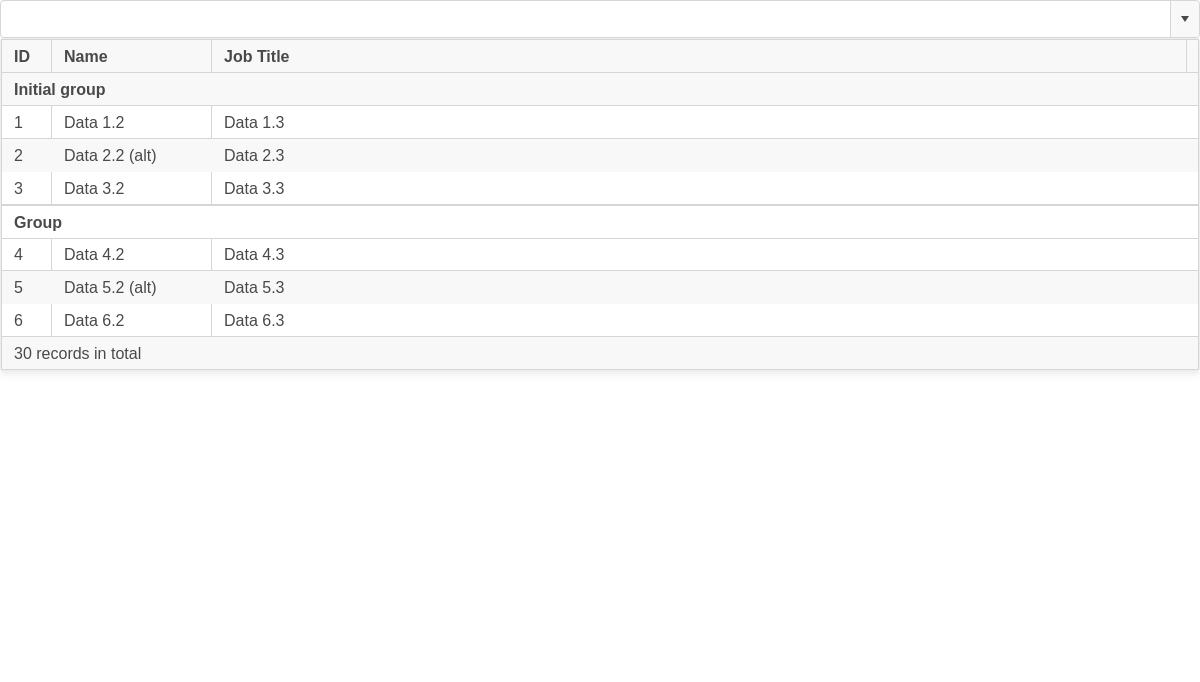 ID Name Job Title
Initial group
1 Data 1.2 Data 1.3
2 Data 2.2 (alt) Data 2.3
3 Data 3.2 Data 3.3
Group
4 Data 4.2 Data 4.3
5 Data 5.2 (alt) Data 5.3
6 Data 6.2 Data 6.3
30 records in total